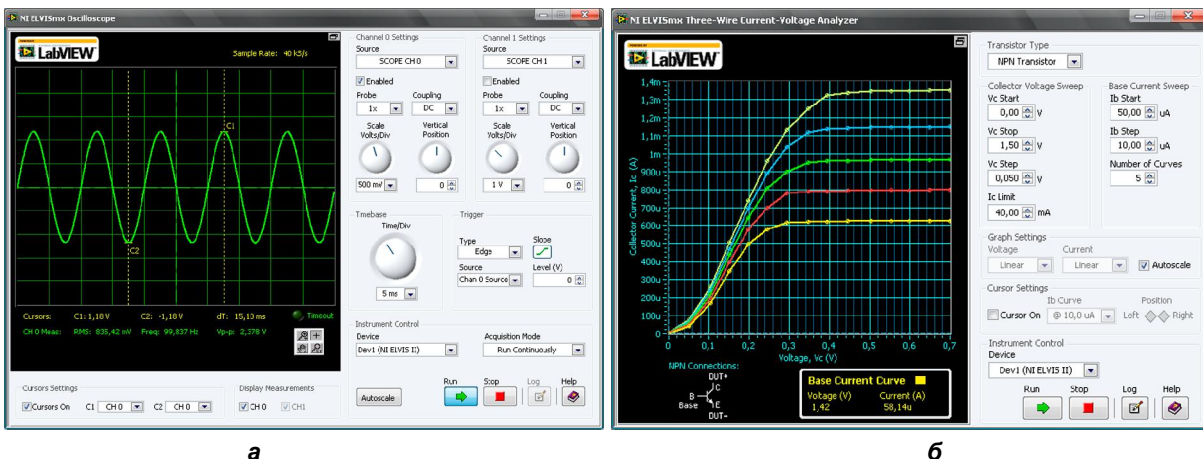 NI ELVISmx Oscilloscope
LabVIEW
Sample Rate: 40 kS/s
C1
C2
Cursors: C1: 1,18 V C2: -1,18 V dT: 15,13 ms Timeout
CH 0 Meas: RMS: 835,42 mV Freq: 99,837 Hz Vp-p: 2,378 V
Cursors Settings
Cursors On C1 CH 0 C2 CH 0
Display Measurements
CH 0 CH1
Channel 0 Settings
Source
SCOPE CH 0
Enabled
Probe Coupling
1x DC
Scale Vertical
Volts/Div Position
500 mV 0
Channel 1 Settings
Source
SCOPE CH 1
Enabled
Probe Coupling
1x DC
Scale Vertical
Volts/Div Position
1 V 0
Timebase
Time/Div
5 ms
Trigger
Type Slope
Edge
Source Level (V)
Chan 0 Source 0
Instrument Control
Device Acquisition Mode
Dev1 (NI ELVIS II) Run Continuously
Run Stop Log Help
Autoscale
а
NI ELVISmx Three-Wire Current-Voltage Analyzer
LabVIEW
Collector Current, Ic (A)
1,4m
1,3m
1,2m
1,1m
1m
900u
800u
700u
600u
500u
400u
300u
200u
100u
0
0 0,1 0,2 0,3 0,4 0,5 0,6 0,7
Voltage, Vc (V)
NPN Connections:
DUT+
C
B
Base
E
DUT-
Base Current Curve
Voltage (V) Current (A)
1,42 58,14u
Transistor Type
NPN Transistor
Collector Voltage Sweep
Vc Start
0,00 V
Vc Stop
1,50 V
Vc Step
0,050 V
Ic Limit
40,00 mA
Base Current Sweep
Ib Start
50,00 uA
Ib Step
10,00 uA
Number of Curves
5
Graph Settings
Voltage Current
Linear Linear Autoscale
Cursor Settings
Ib Curve Position
Cursor On @ 10,0 uA Left Right
Instrument Control
Device
Dev1 (NI ELVIS II)
Run Stop Log Help
б